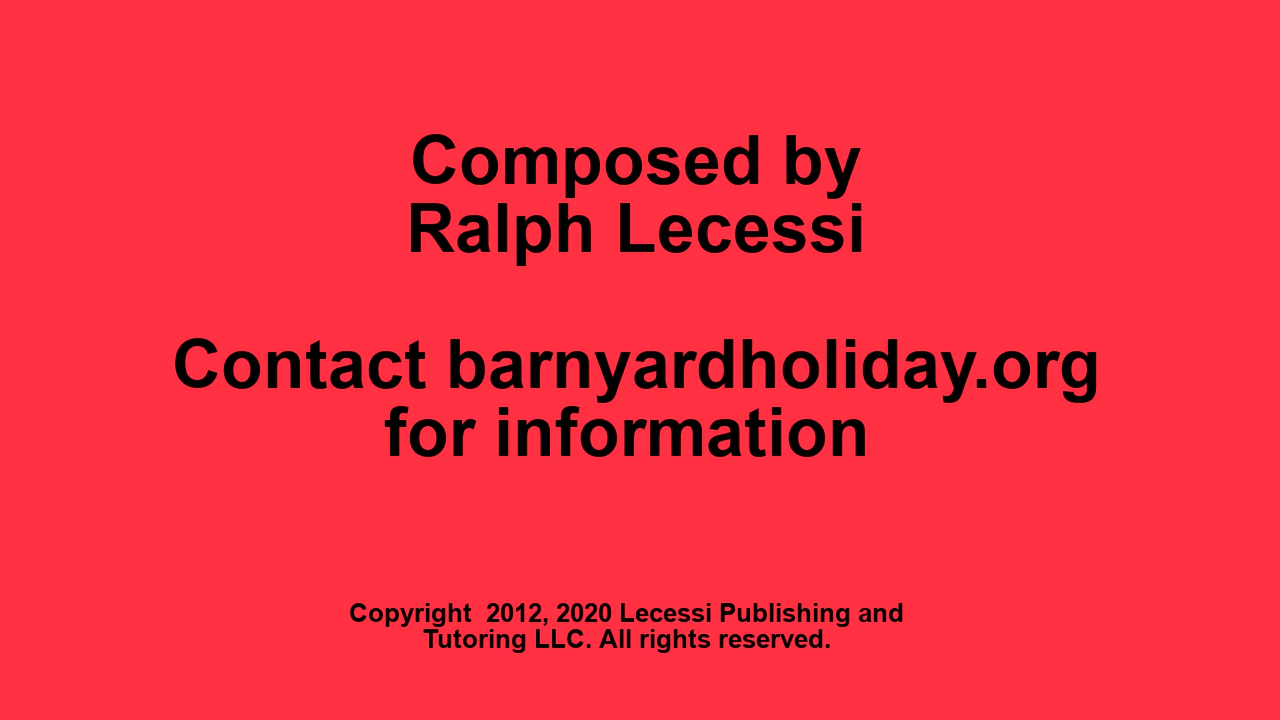 Composed by
Ralph Lecessi
Contact barnyardholiday.org
for information
Copyright  2012, 2020 Lecessi Publishing and
Tutoring LLC. All rights reserved.